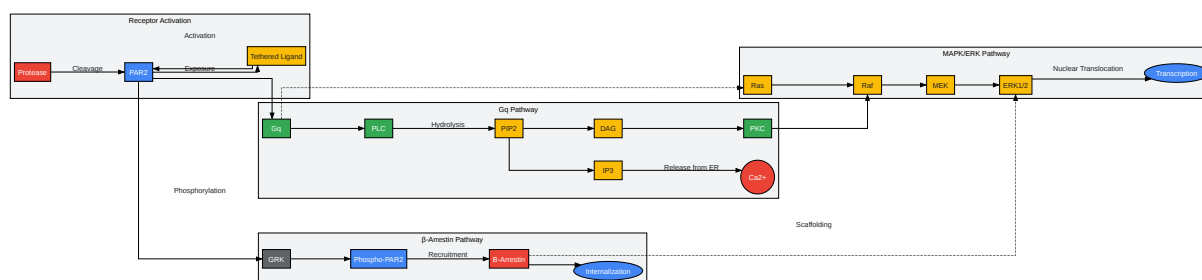 Receptor Activation
Activation
Tethered Ligand
Protease
Cleavage
PAR2
Exposure
MAPK/ERK Pathway
Nuclear Translocation
Transcription
Ras
Raf
MEK
ERK1/2
Gq Pathway
Gq
PLC
Hydrolysis
PIP2
DAG
PKC
IP3
Release from ER
Ca2+
Phosphorylation
Scaffolding
β-Arrestin Pathway
GRK
Phospho-PAR2
Recruitment
B-Arrestin
Internalization